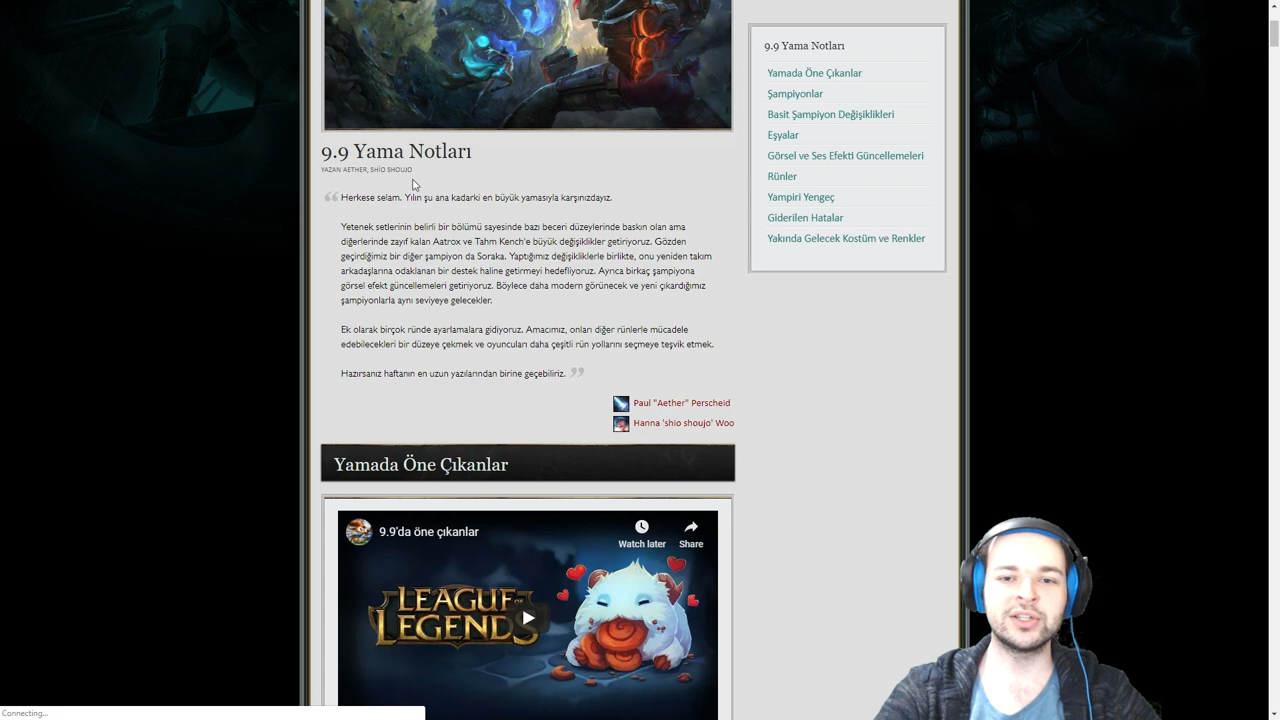 9.9 Yama Notları
YAZAN AETHER, SHİO SHOUJO
Herkese selam. Yılın şu ana kadarki en büyük yamasıyla karşınızdayız.
Yetenek setlerinin belirli bir bölümü sayesinde bazı beceri düzeylerinde baskın olan ama
diğerlerinde zayıf kalan Aatrox ve Tahm Kench'e büyük değişiklikler getiriyoruz. Gözden
geçirdiğimiz bir diğer şampiyon da Soraka. Yaptığımız değişikliklerle birlikte, onu yeniden takım
arkadaşlarına odaklanan bir destek haline getirmeyi hedefliyoruz. Ayrıca birkaç şampiyona
görsel efekt güncellemeleri getiriyoruz. Böylece daha modern görünecek ve yeni çıkardığımız
şampiyonlarla aynı seviyeye gelecekler.
Ek olarak birçok ründe ayarlamalara gidiyoruz. Amacımız, onları diğer rünlerle mücadele
edebilecekleri bir düzeye çekmek ve oyuncuları daha çeşitli rün yollarını seçmeye teşvik etmek.
Hazırsanız haftanın en uzun yazılarından birine geçebiliriz.
Paul "Aether" Perscheid
Hanna 'shio shoujo' Woo
Yamada Öne Çıkanlar
9.9'da öne çıkanlar
Watch later
Share
LEAGUE OF
LEGENDS
9.9 Yama Notları
Yamada Öne Çıkanlar
Şampiyonlar
Basit Şampiyon Değişiklikleri
Eşyalar
Görsel ve Ses Efekti Güncellemeleri
Rünler
Yampiri Yengeç
Giderilen Hatalar
Yakında Gelecek Kostüm ve Renkler
Connecting...